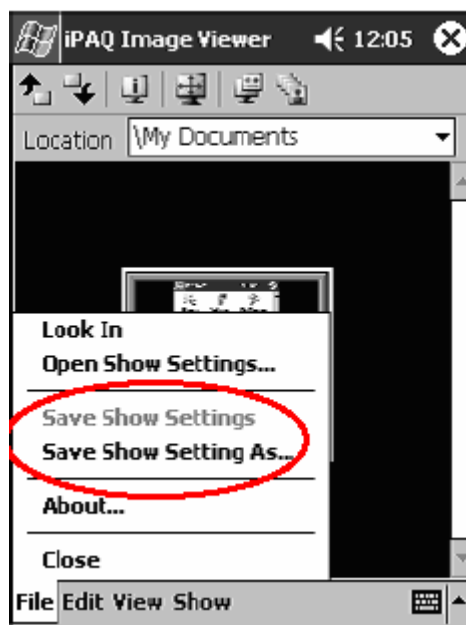 iPAQ Image Viewer 12:05
Location \My Documents
Look In
Open Show Settings...
Save Show Settings
Save Show Setting As...
About...
Close
File Edit View Show